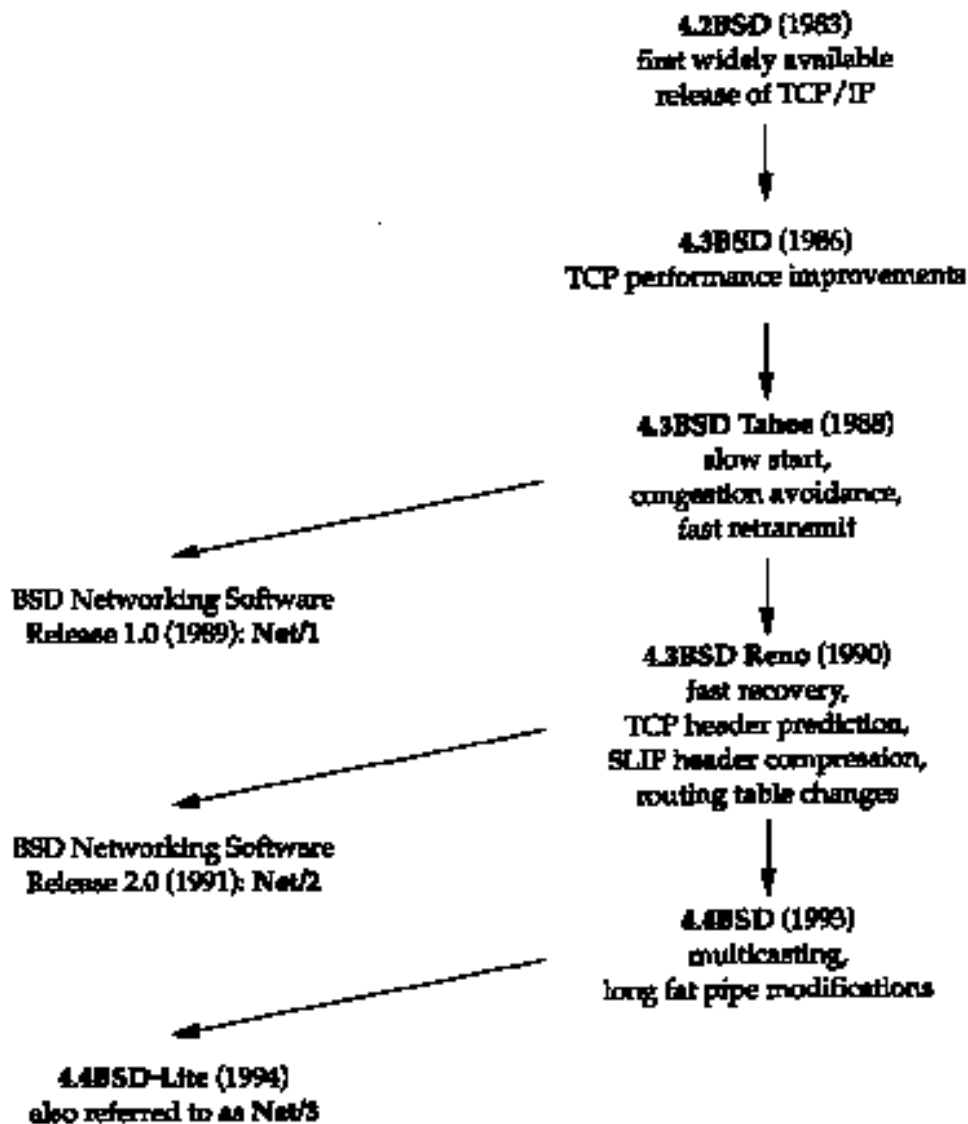 4.2BSD (1983)
first widely available
release of TCP/IP
4.3BSD (1986)
TCP performance improvements
4.3BSD Tahoe (1988)
slow start,
congestion avoidance,
fast retransmit
BSD Networking Software
Release 1.0 (1989): Net/1
4.3BSD Reno (1990)
fast recovery,
TCP header prediction,
SLIP header compression,
routing table changes
BSD Networking Software
Release 2.0 (1991): Net/2
4.4BSD (1993)
multicasting,
long fat pipe modifications
4.4BSD-Lite (1994)
also referred to as Net/3